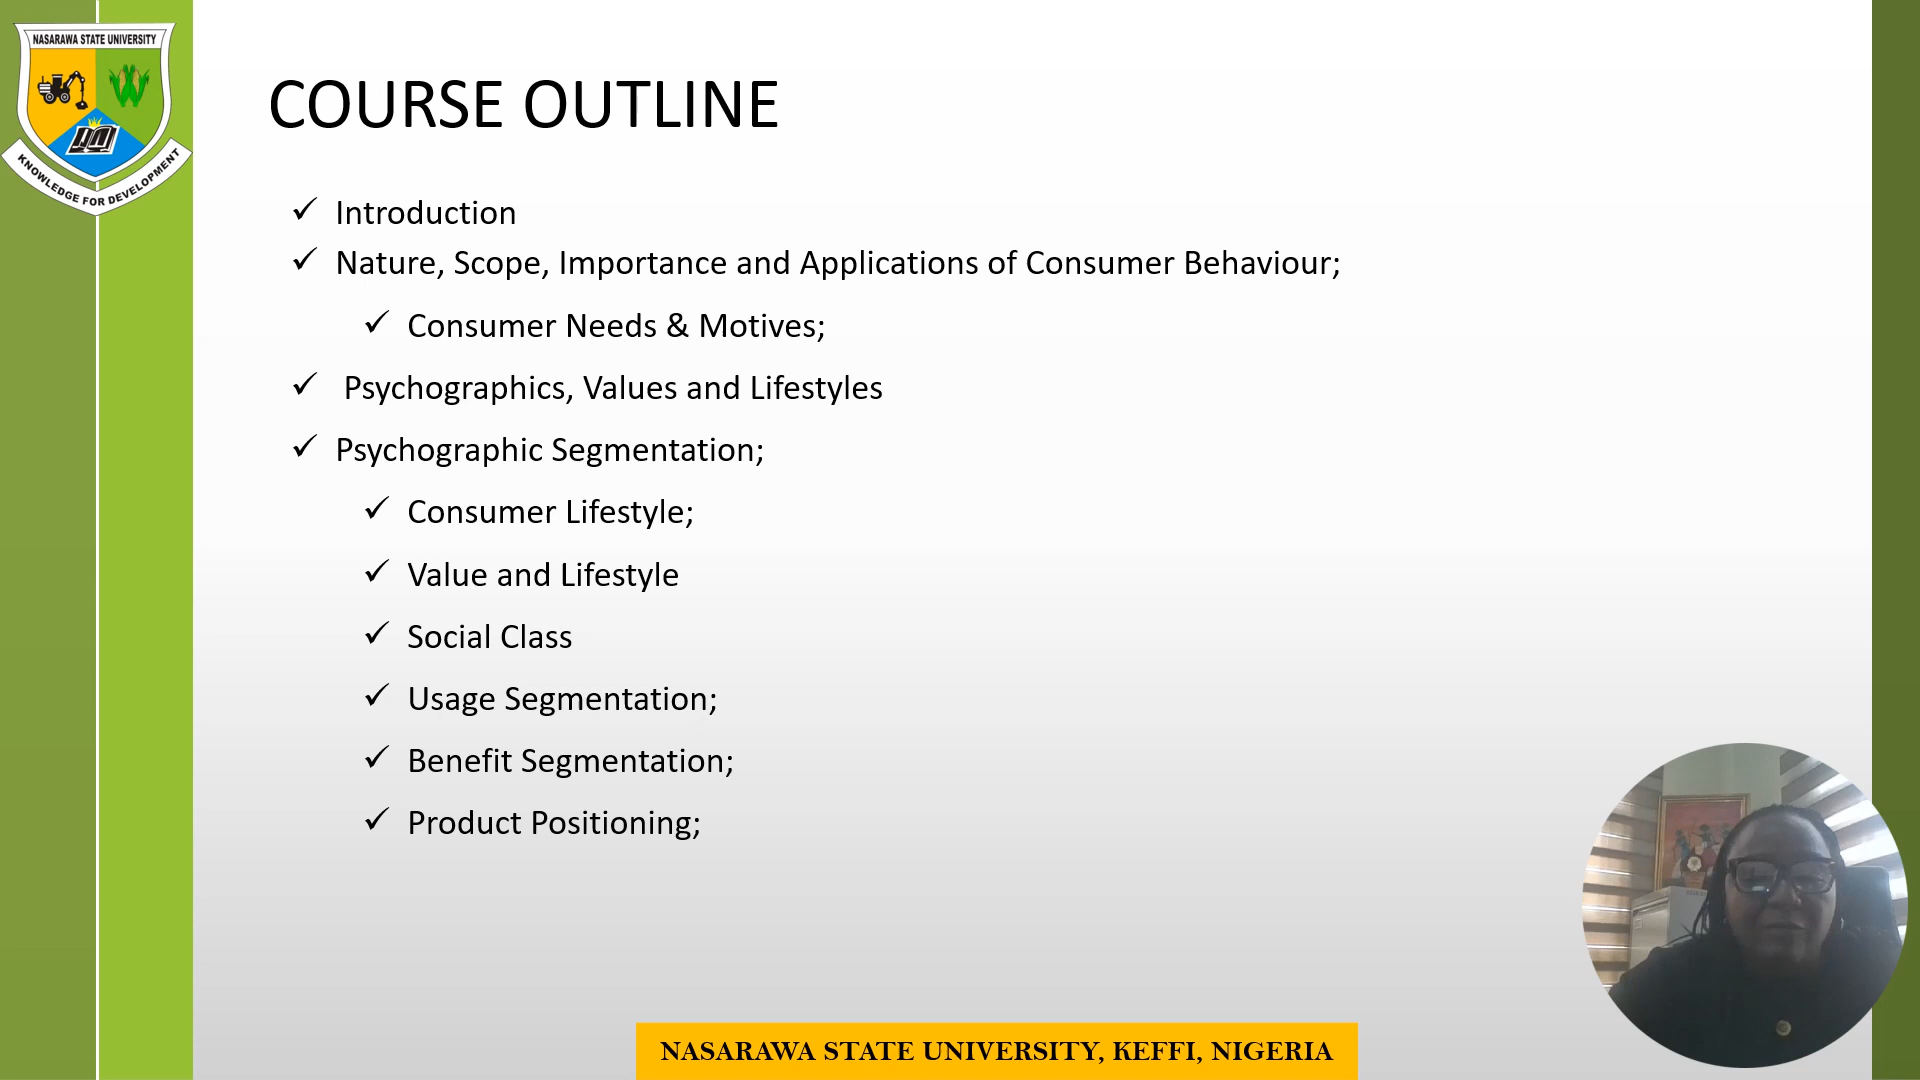 NASARAWA STATE UNIVERSITY
KNOWLEDGE FOR DEVELOPMENT
COURSE OUTLINE
✓ Introduction
✓ Nature, Scope, Importance and Applications of Consumer Behaviour;
✓ Consumer Needs & Motives;
✓ Psychographics, Values and Lifestyles
✓ Psychographic Segmentation;
✓ Consumer Lifestyle;
✓ Value and Lifestyle
✓ Social Class
✓ Usage Segmentation;
✓ Benefit Segmentation;
✓ Product Positioning;
NASARAWA STATE UNIVERSITY, KEFFI, NIGERIA